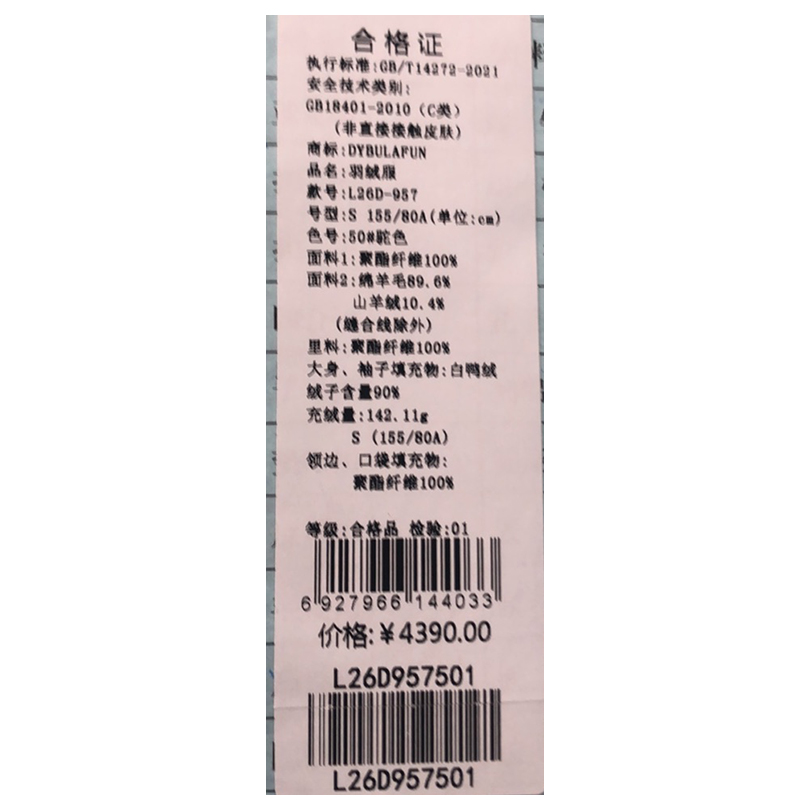 合格证
执行标准:GB/T14272-2021
安全技术类别:
GB18401-2010（C类）
（非直接接触皮肤）
商标:DYBULAFUN
品名:羽绒服
款号:L26D-957
号型:S 155/80A(单位:cm)
色号:50#驼色
面料1:聚酯纤维100%
面料2:绵羊毛89.6%
山羊绒10.4%
（缝合线除外）
里料:聚酯纤维100%
大身、袖子填充物:白鸭绒
绒子含量90%
充绒量:142.11g
S（155/80A）
领边、口袋填充物:
聚酯纤维100%
等级:合格品 检验:01
6 927966 144033
价格:¥4390.00
L26D957501
L26D957501